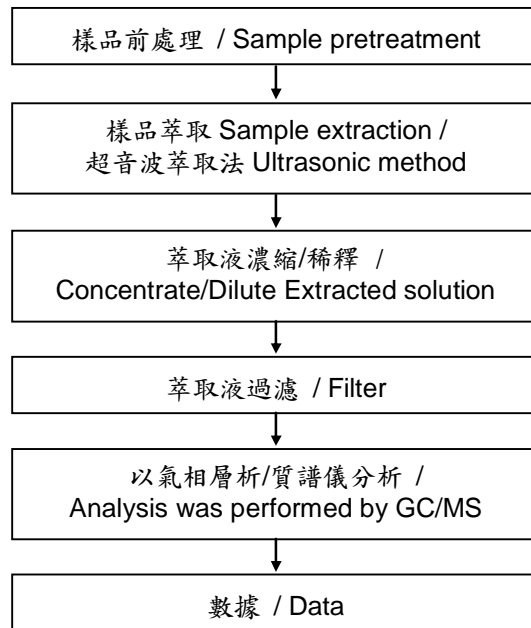 樣品前處理 / Sample pretreatment
樣品萃取 Sample extraction /
超音波萃取法 Ultrasonic method
萃取液濃縮/稀釋 /
Concentrate/Dilute Extracted solution
萃取液過濾 / Filter
以氣相層析/質譜儀分析 /
Analysis was performed by GC/MS
數據 / Data